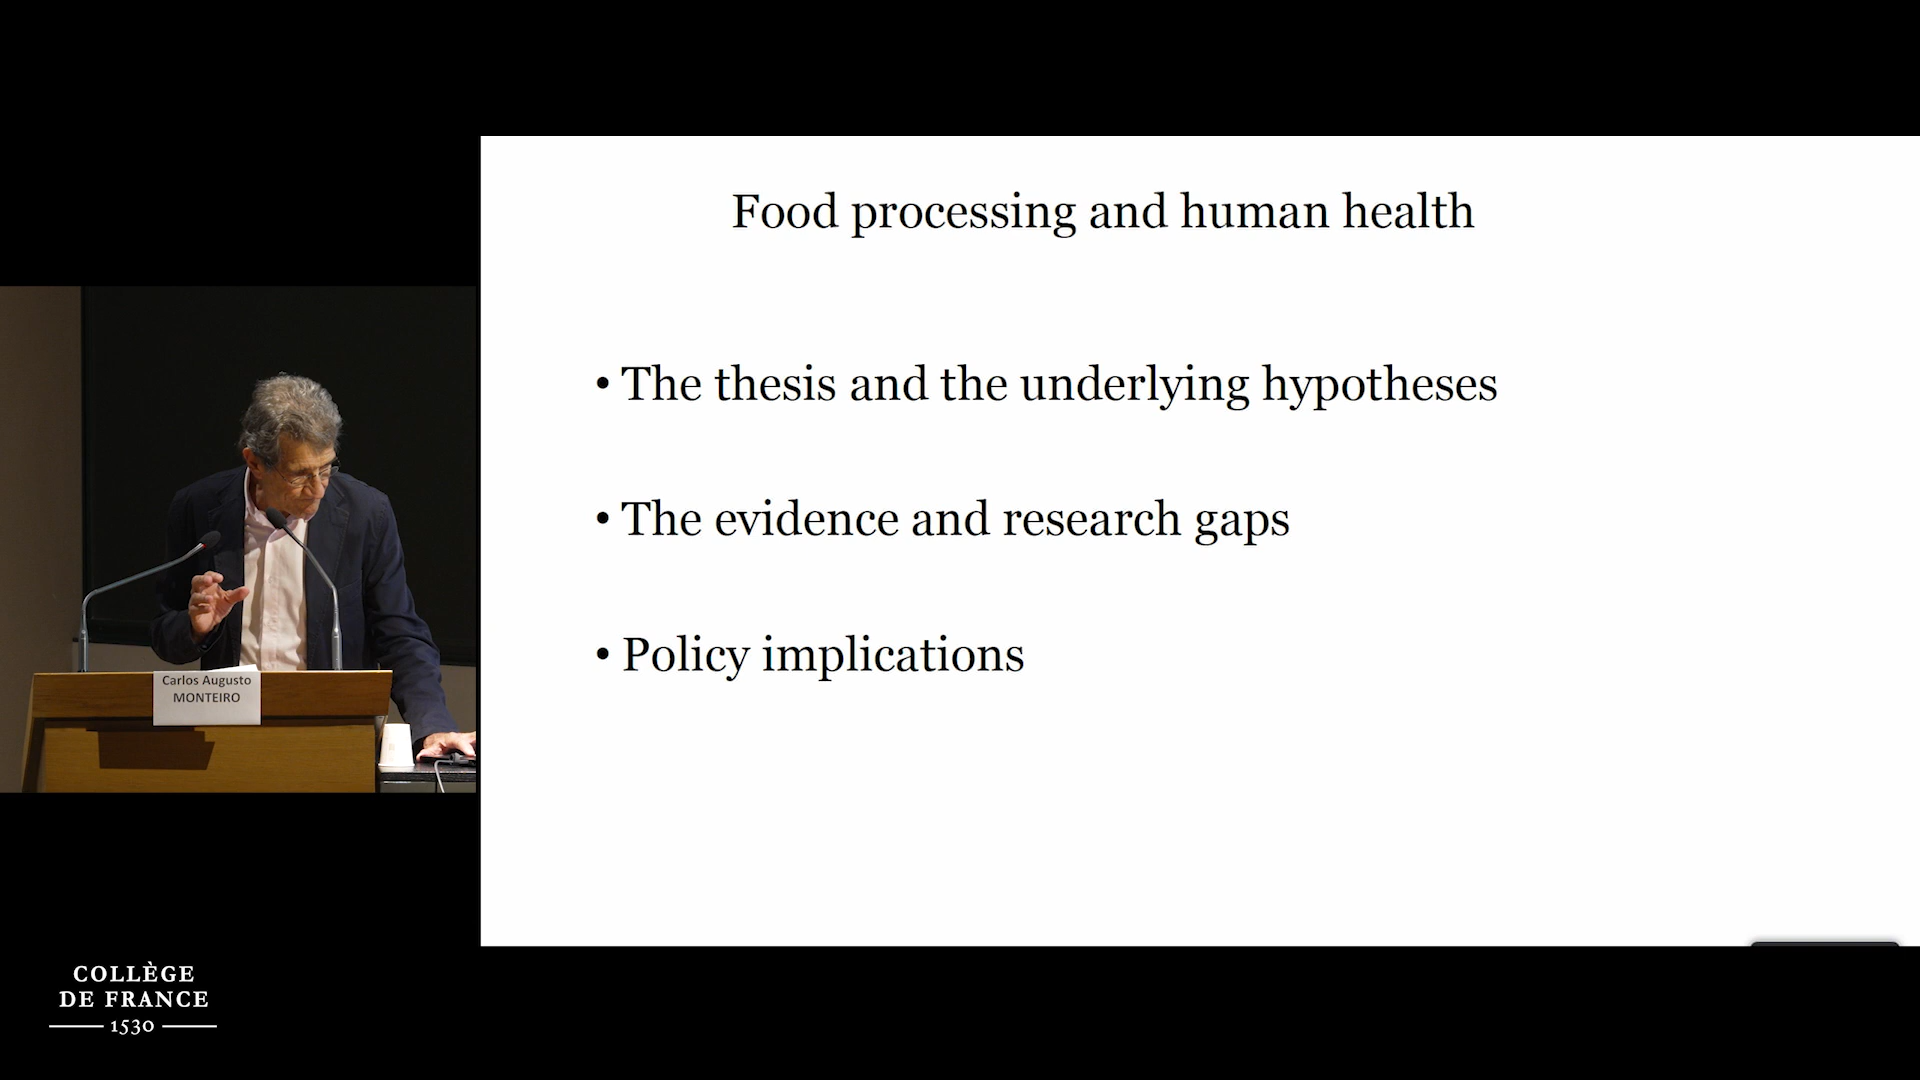 Food processing and human health
• The thesis and the underlying hypotheses
• The evidence and research gaps
• Policy implications
Carlos Augusto
MONTEIRO
COLLÈGE
DE FRANCE
1530